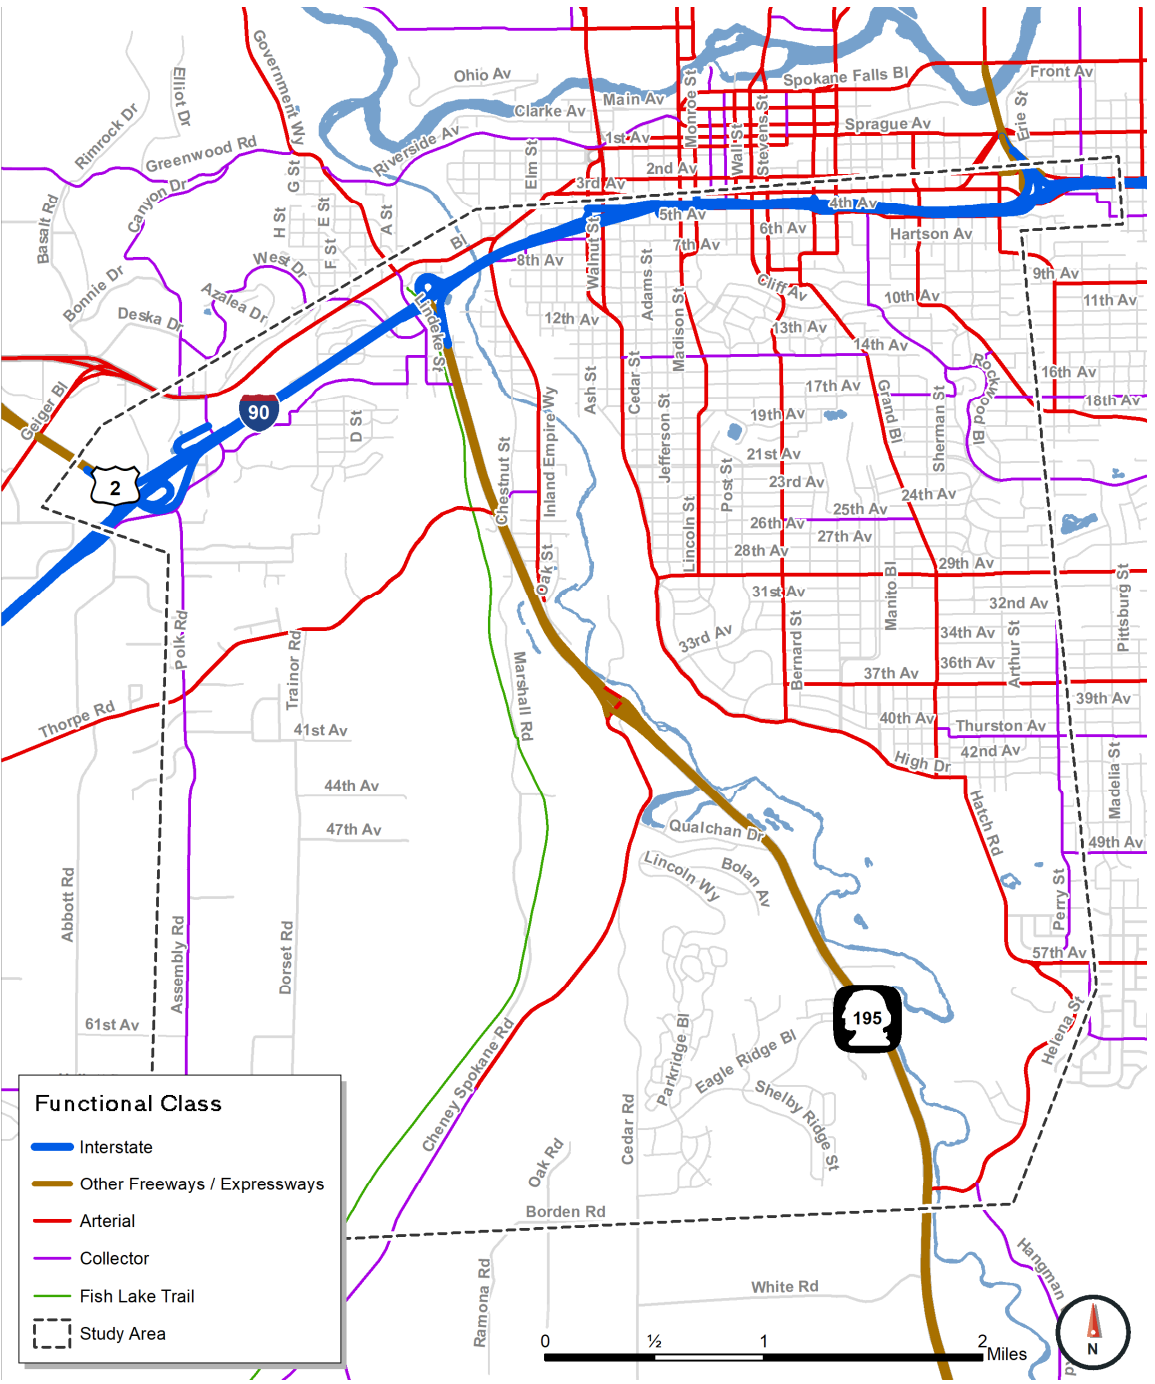 Government Wy
Ohio Av
Clarke Av
Main Av
Monroe St
Spokane Falls Bl
Front Av
Erie St
Eliot Dr
Rimrock Dr
Greenwood Rd
Riverside Av
1st Av
Wall St
Stevens St
Sprague Av
Elm St
2nd Av
3rd Av
G St
Canyon Dr
Basalt Rd
H St
E St
F St
A St
4th Av
5th Av
6th Av
Hartson Av
Walnut St
7th Av
Bl
8th Av
West Dr
Adams St
9th Av
Bonnie Dr
Azalea Dr
Cliff Av
10th Av
11th Av
Deska Dr
Lindeke St
12th Av
13th Av
Madison St
14th Av
Rockwood Bl
16th Av
Geiger Bl
90
Ash St
Cedar St
17th Av
Grand Bl
18th Av
D St
Inland Empire Wy
Jefferson St
19th Av
Sherman St
Chestnut St
21st Av
Post St
2
23rd Av
24th Av
25th Av
26th Av
Lincoln St
27th Av
28th Av
29th Av
Oak St
Manito Bl
Pittsburg St
31st Av
32nd Av
Polk Rd
33rd Av
34th Av
Arthur St
Bernard St
36th Av
37th Av
Trainor Rd
Marshall Rd
39th Av
Thorpe Rd
40th Av
Thurston Av
41st Av
42nd Av
High Dr
Madelia St
44th Av
Hatch Rd
47th Av
Qualchan Dr
49th Av
Lincoln Wy
Bolan Av
Abbott Rd
Perry St
Assembly Rd
Dorset Rd
57th Av
195
61st Av
Helena St
Parkridge Bl
Eagle Ridge Bl
Cheney Spokane Rd
Shelby Ridge St
Cedar Rd
Oak Rd
Borden Rd
Hangman
White Rd
Ramona Rd
Functional Class
Interstate
Other Freeways / Expressways
Arterial
Collector
Fish Lake Trail
Study Area
0 ½ 1 2
Miles
N